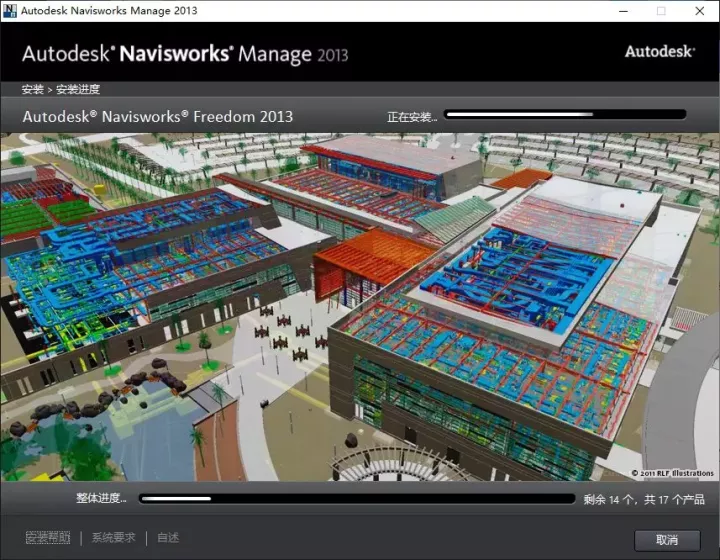 Autodesk Navisworks Manage 2013
Autodesk® Navisworks® Manage 2013
Autodesk®
安装 > 安装进度
Autodesk® Navisworks® Freedom 2013
正在安装...
© 2011 RLF Illustrations
整体进度...
剩余 14 个，共 17 个产品
安装帮助 | 系统要求 | 自述
取消